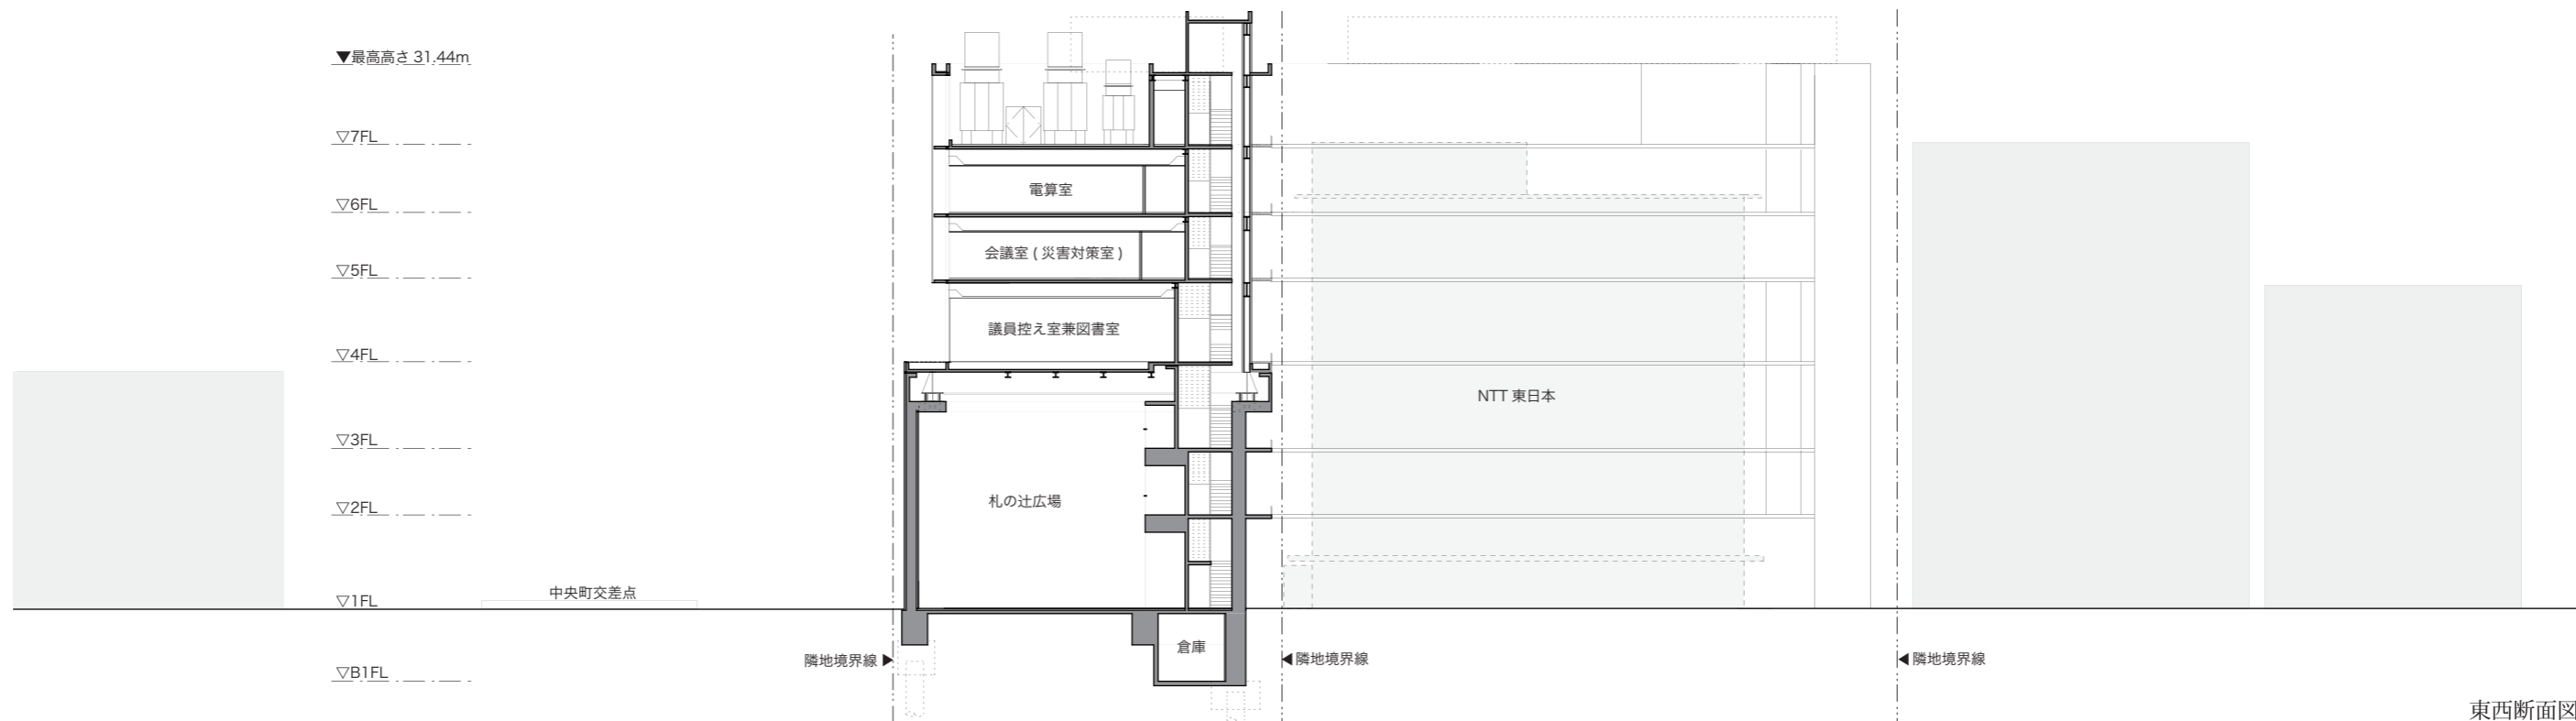 ▼最高高さ 31.44m
▽7FL
▽6FL
▽5FL
▽4FL
▽3FL
▽2FL
▽1FL
▽B1FL
電算室
会議室 ( 災害対策室 )
議員控え室兼図書室
札の辻広場
倉庫
NTT 東日本
中央町交差点
隣地境界線 ▶
◀ 隣地境界線
◀ 隣地境界線
東西断面図